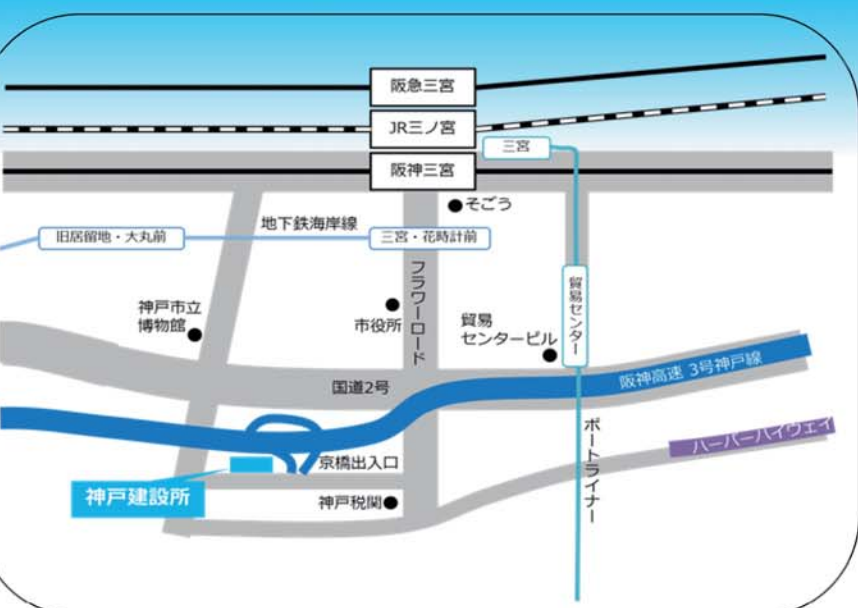 阪急三宮
JR三ノ宮
三宮
阪神三宮
そごう
地下鉄海岸線
旧居留地・大丸前
三宮・花時計前
フラワーロード
貿易センター
神戸市立
博物館
市役所
貿易
センタービル
阪神高速 3号神戸線
国道2号
ポートライナー
ハーバーハイウェイ
京橋出入口
神戸建設所
神戸税関